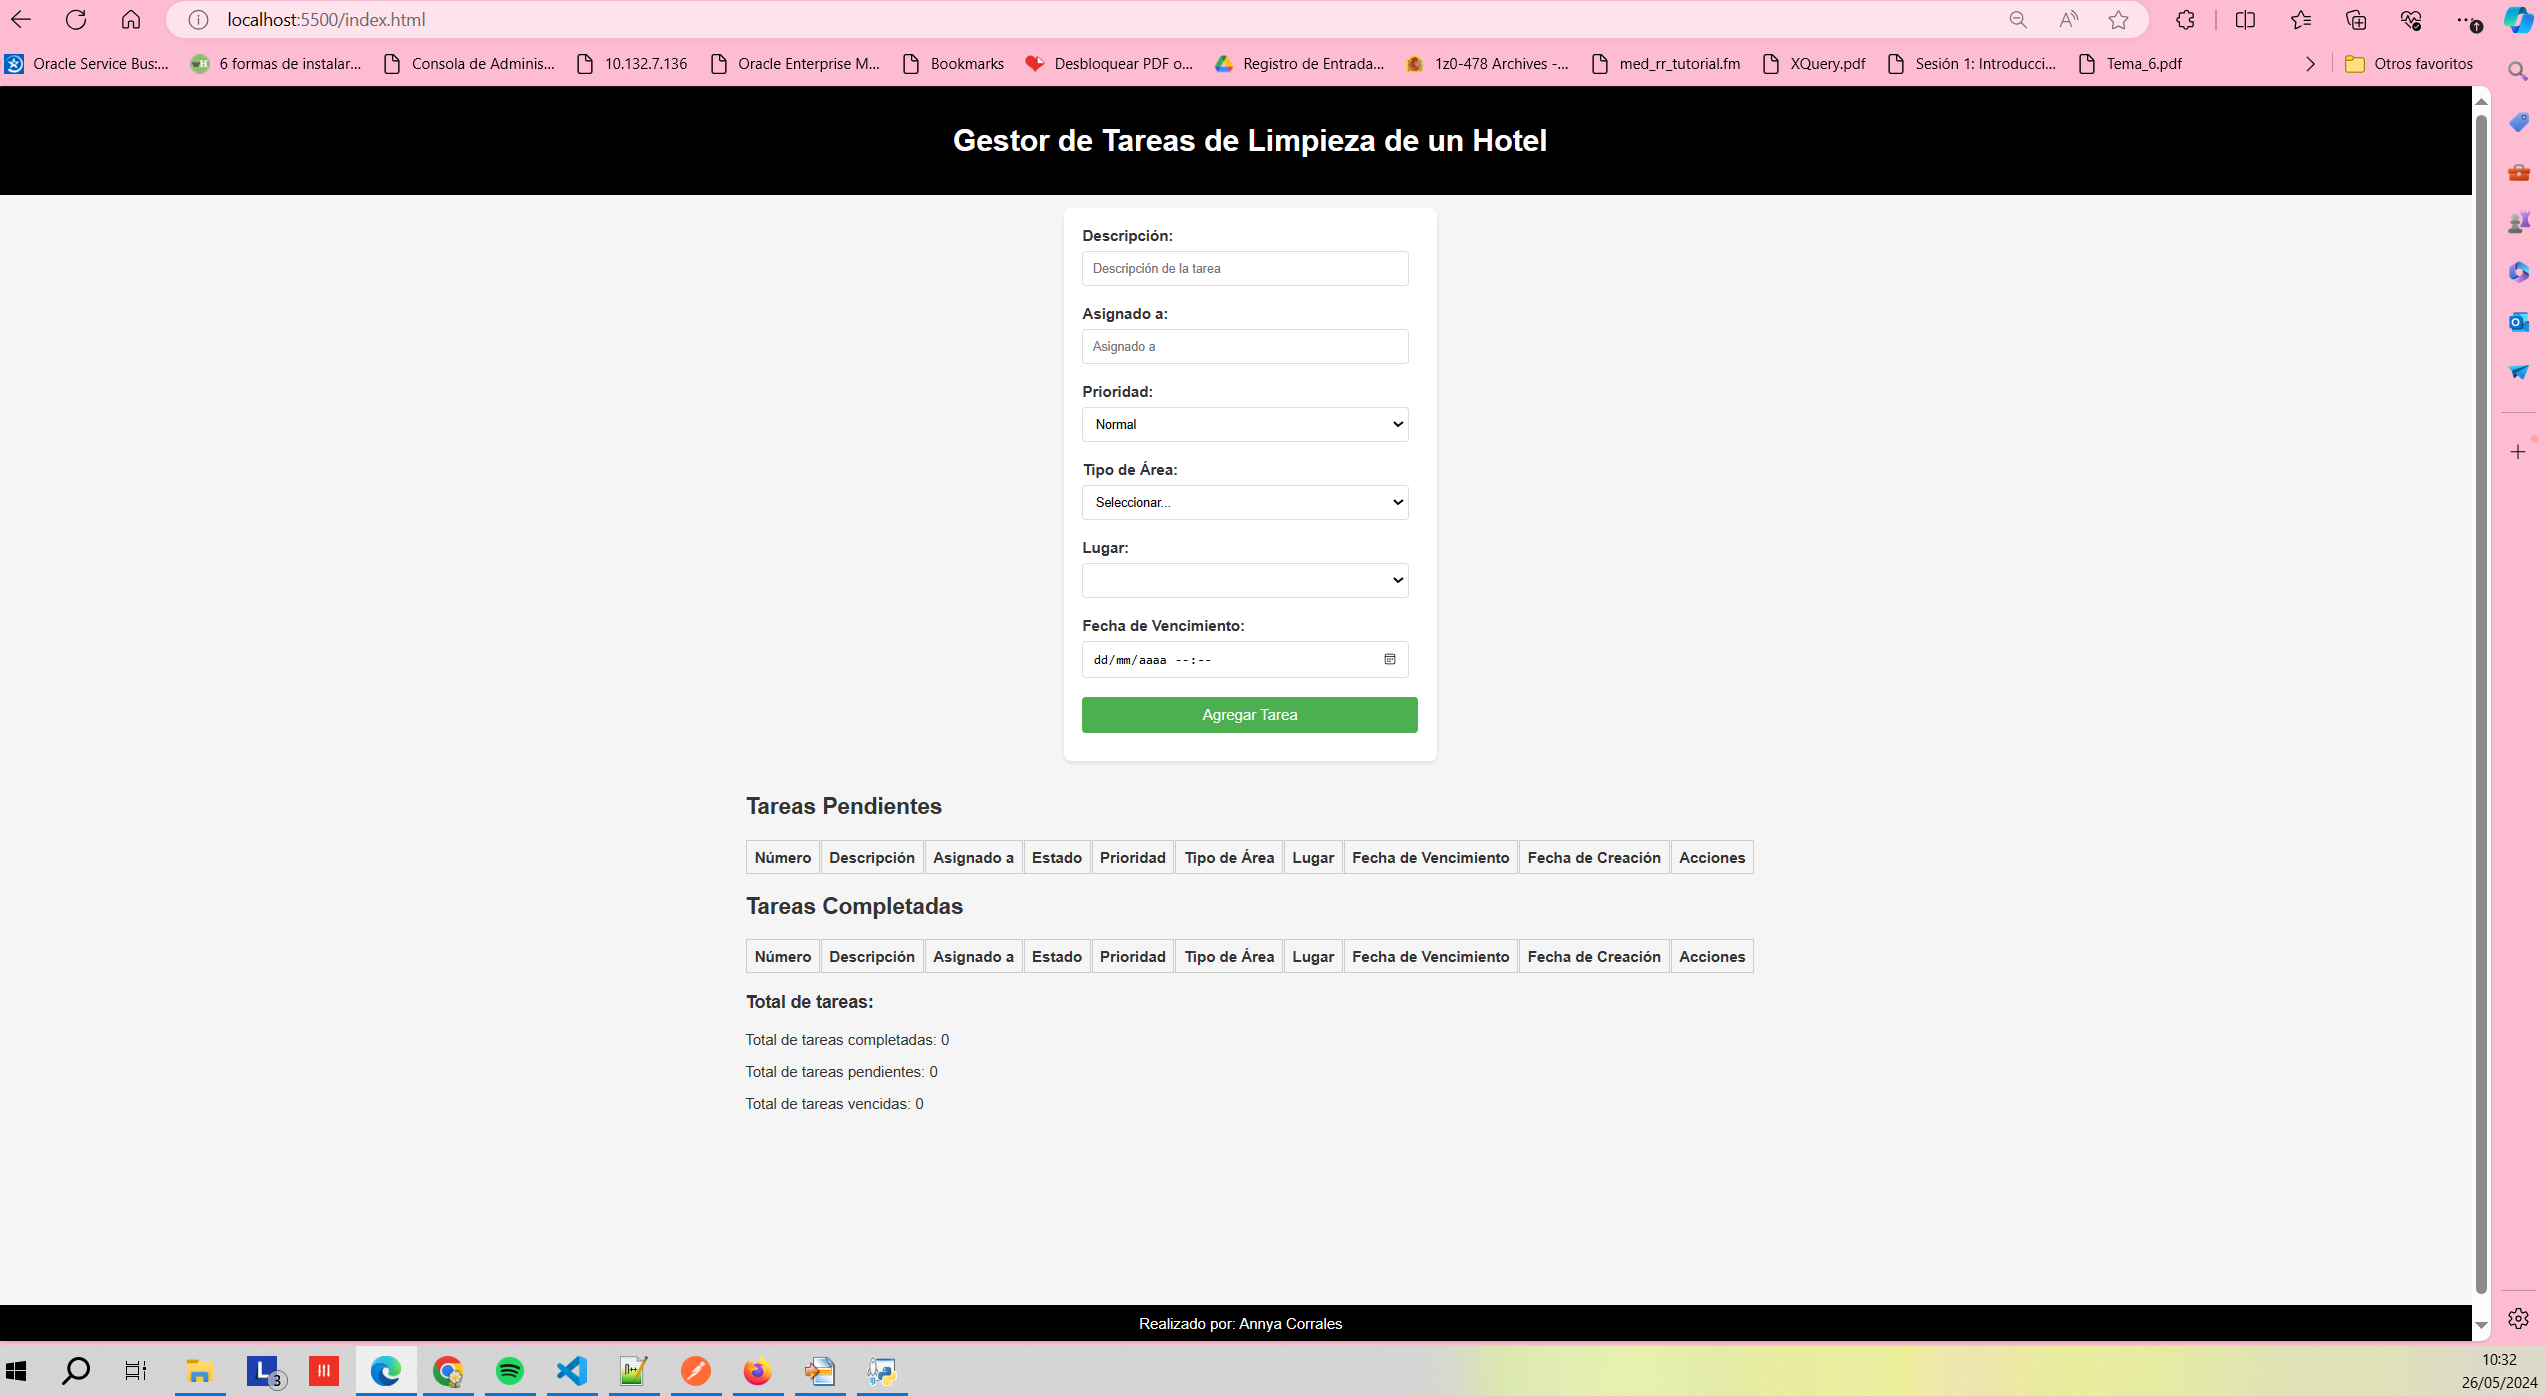 localhost:5500/index.html
Oracle Service Bus:... 6 formas de instalar... Consola de Adminis... 10.132.7.136 Oracle Enterprise M... Bookmarks Desbloquear PDF o... Registro de Entrada... 1z0-478 Archives -... med_rr_tutorial.fm XQuery.pdf Sesión 1: Introducci... Tema_6.pdf Otros favoritos
Gestor de Tareas de Limpieza de un Hotel
Descripción:
Descripción de la tarea
Asignado a:
Asignado a
Prioridad:
Normal
Tipo de Área:
Seleccionar...
Lugar:
Fecha de Vencimiento:
dd/mm/aaaa --:--
Agregar Tarea
Tareas Pendientes
Número Descripción Asignado a Estado Prioridad Tipo de Área Lugar Fecha de Vencimiento Fecha de Creación Acciones
Tareas Completadas
Número Descripción Asignado a Estado Prioridad Tipo de Área Lugar Fecha de Vencimiento Fecha de Creación Acciones
Total de tareas:
Total de tareas completadas: 0
Total de tareas pendientes: 0
Total de tareas vencidas: 0
Realizado por: Annya Corrales
L 3
10:32
26/05/2024